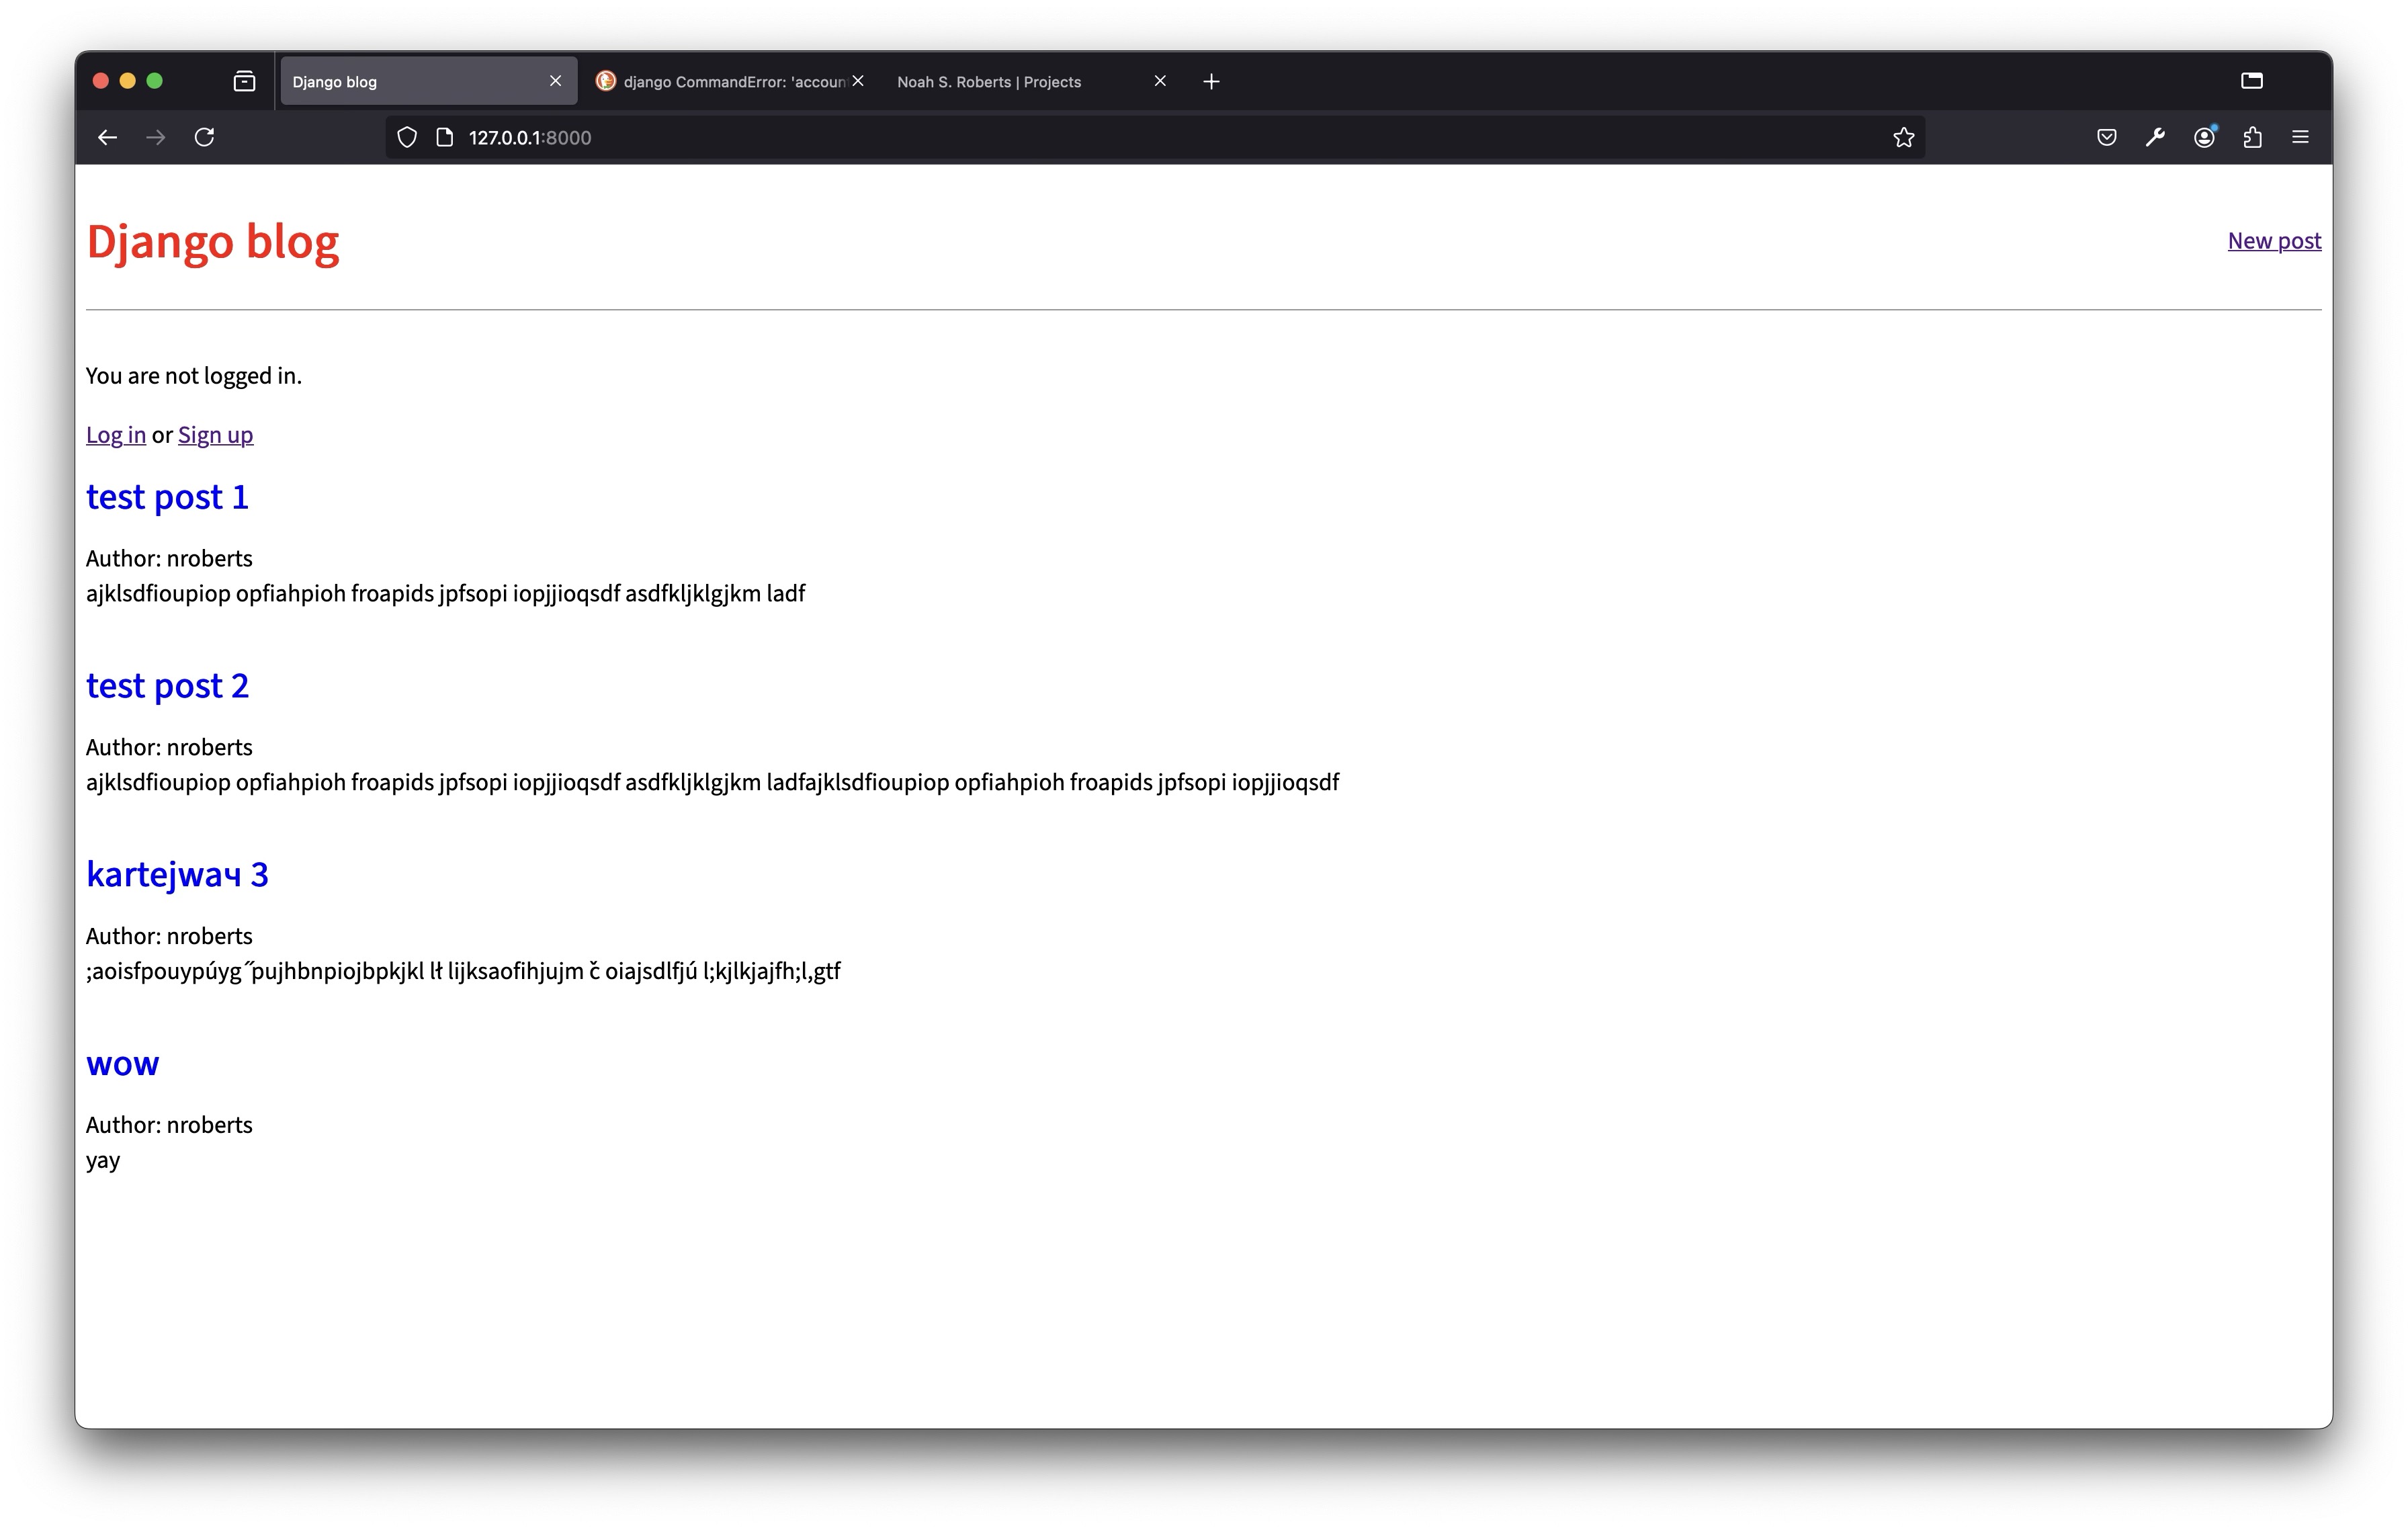 Django blog
django CommandError: 'accoun
Noah S. Roberts | Projects
127.0.0.1:8000
Django blog
New post
You are not logged in.
Log in or Sign up
test post 1
Author: nroberts
ajklsdfioupiop opfiahpioh froapids jpfsopi iopjjioqsdf asdfkljklgjkm ladf
test post 2
Author: nroberts
ajklsdfioupiop opfiahpioh froapids jpfsopi iopjjioqsdf asdfkljklgjkm ladfajklsdfioupiop opfiahpioh froapids jpfsopi iopjjioqsdf
kartejwaч 3
Author: nroberts
;aoisfpouypúyg˝pujhbnpiojbpkjkl lł lijksaofihjujm č oiajsdlfjú l;kjlkjajfh;l,gtf
wow
Author: nroberts
yay